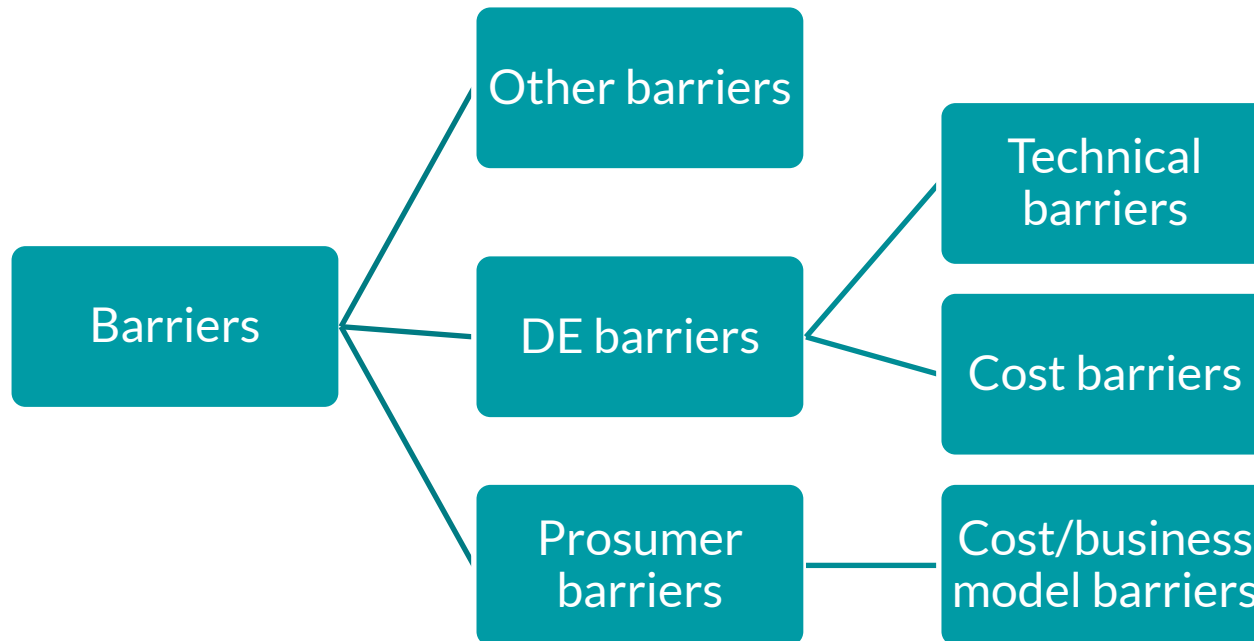 Other barriers
Technical
barriers
Barriers
DE barriers
Cost barriers
Prosumer
barriers
Cost/business
model barriers